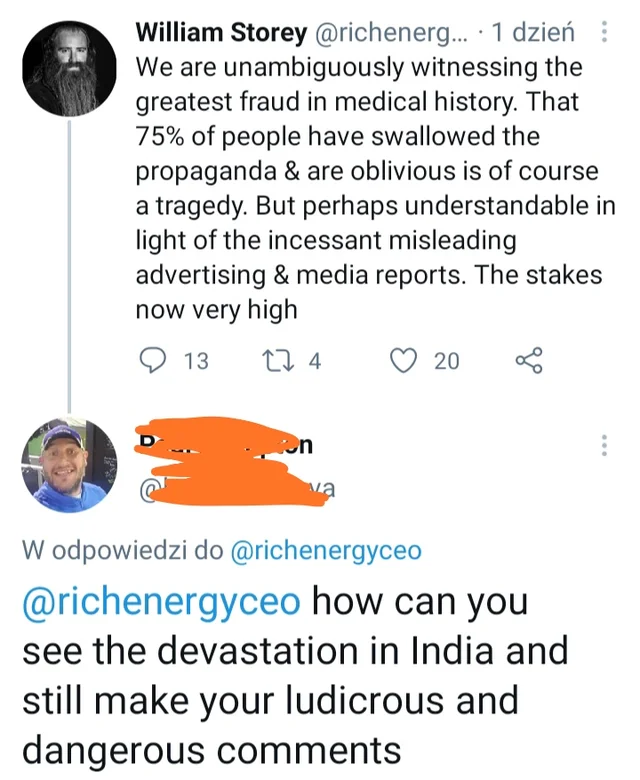 William Storey @richenerg... · 1 dzień
We are unambiguously witnessing the
greatest fraud in medical history. That
75% of people have swallowed the
propaganda & are oblivious is of course
a tragedy. But perhaps understandable in
light of the incessant misleading
advertising & media reports. The stakes
now very high
13 4 20
W odpowiedzi do @richenergyceo
@richenergyceo how can you
see the devastation in India and
still make your ludicrous and
dangerous comments